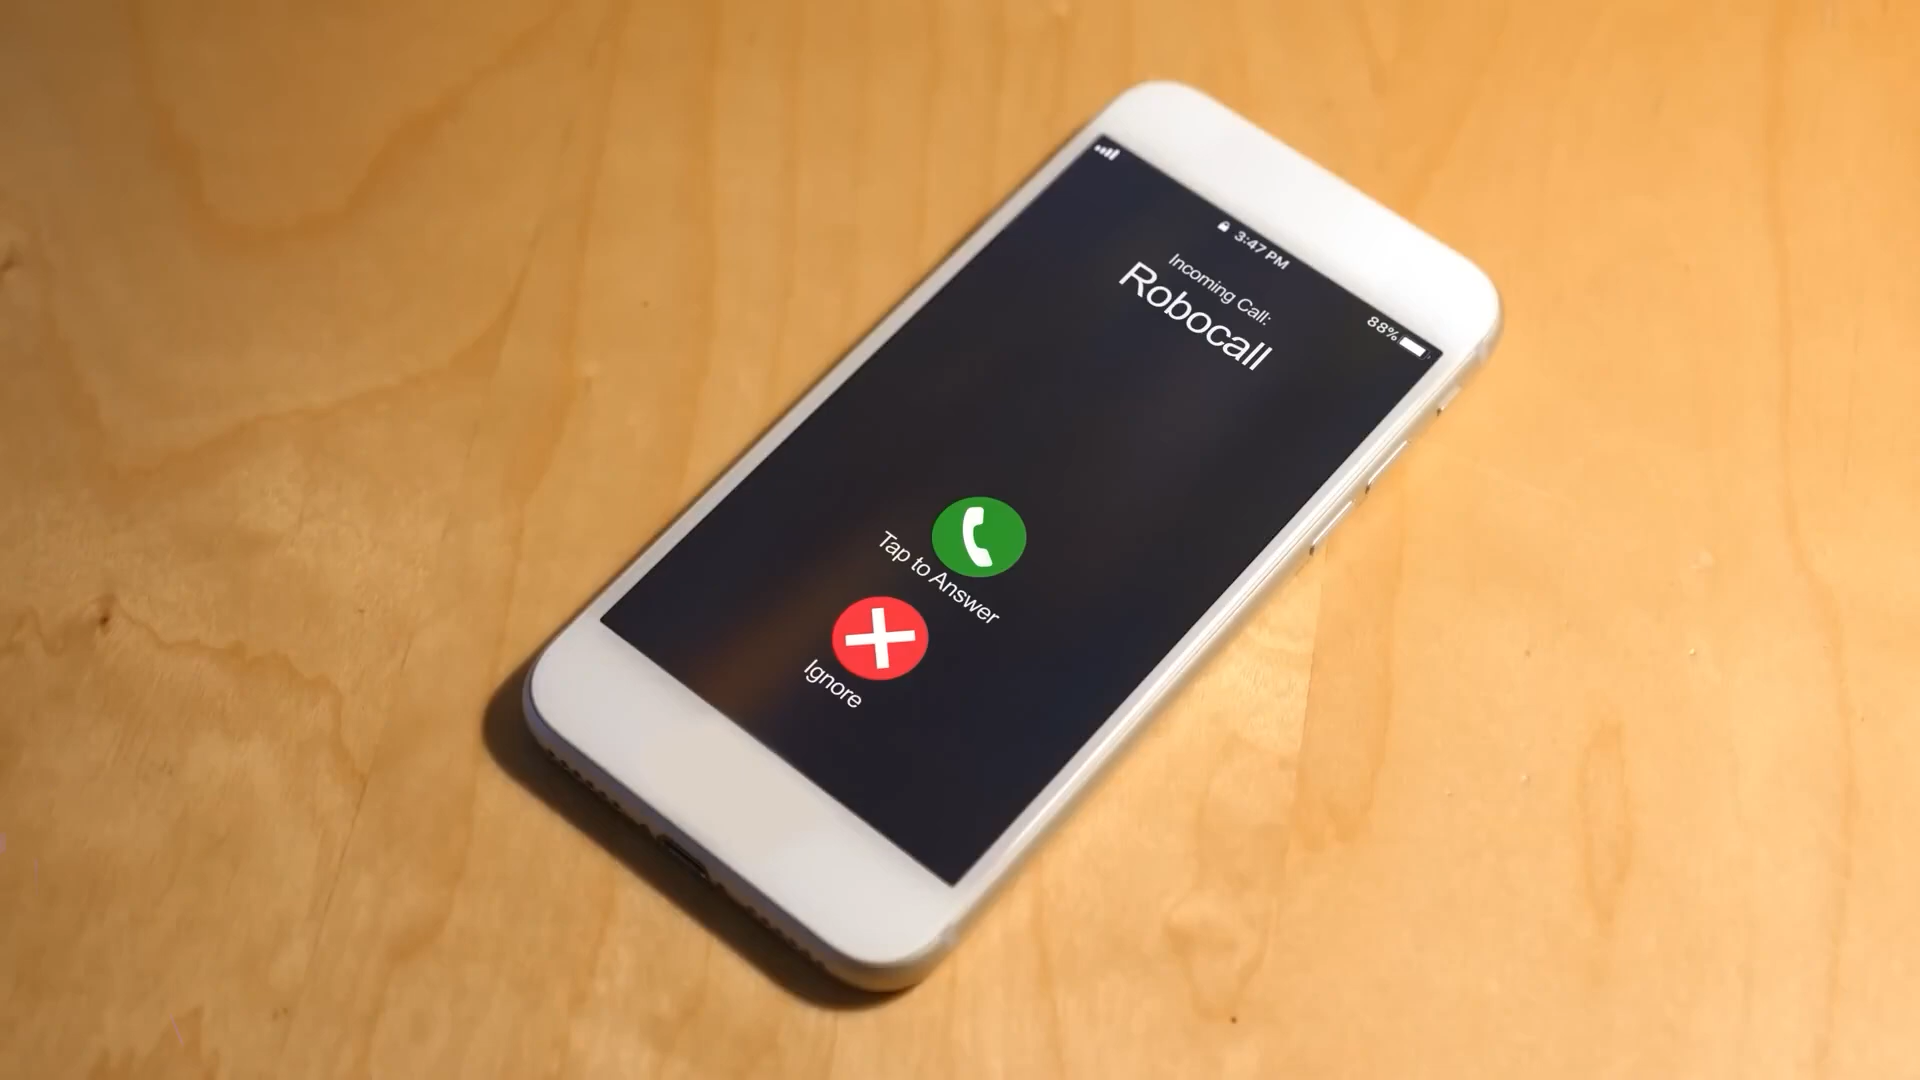 3:47 PM
88%
Incoming Call:
Robocall
Tap to Answer
Ignore